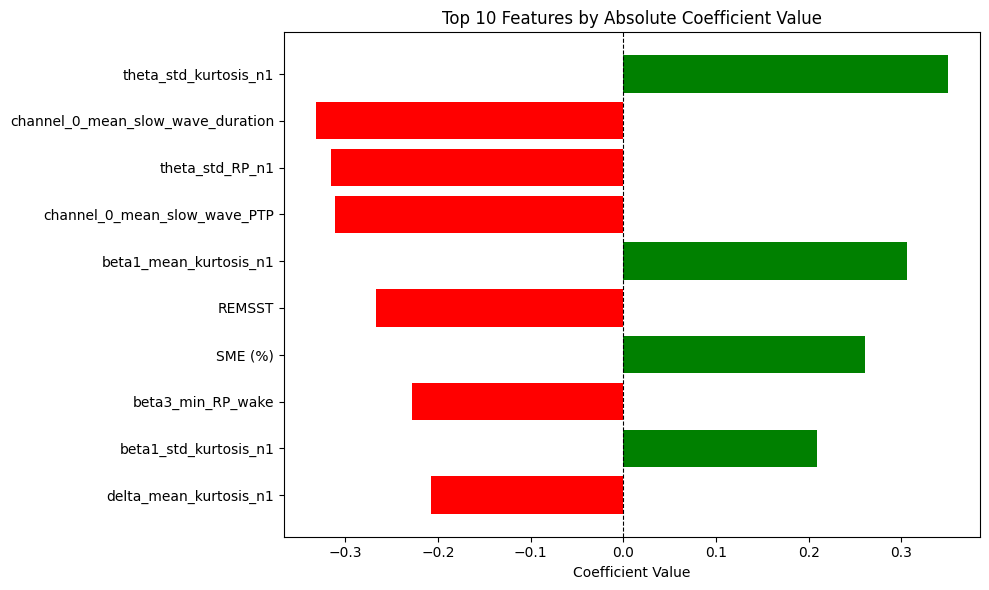 Top 10 Features by Absolute Coefficient Value
theta_std_kurtosis_n1
channel_0_mean_slow_wave_duration
theta_std_RP_n1
channel_0_mean_slow_wave_PTP
beta1_mean_kurtosis_n1
REMSST
SME (%)
beta3_min_RP_wake
beta1_std_kurtosis_n1
delta_mean_kurtosis_n1
−0.3 −0.2 −0.1 0.0 0.1 0.2 0.3
Coefficient Value